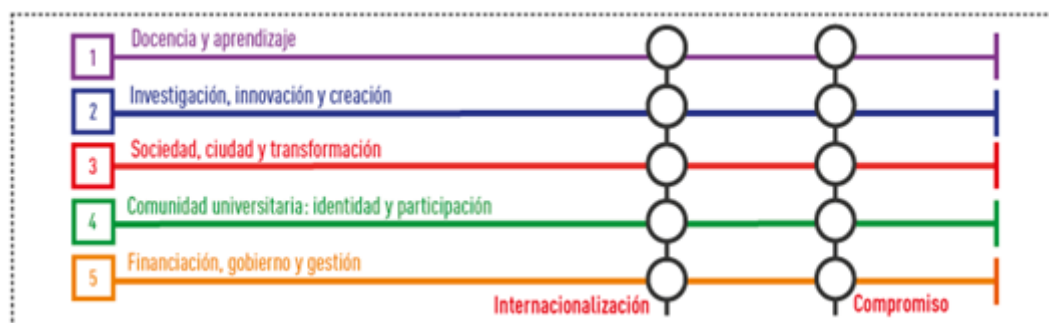 1 Docencia y aprendizaje
2 Investigación, innovación y creación
3 Sociedad, ciudad y transformación
4 Comunidad universitaria: identidad y participación
5 Financiación, gobierno y gestión
Internacionalización Compromiso